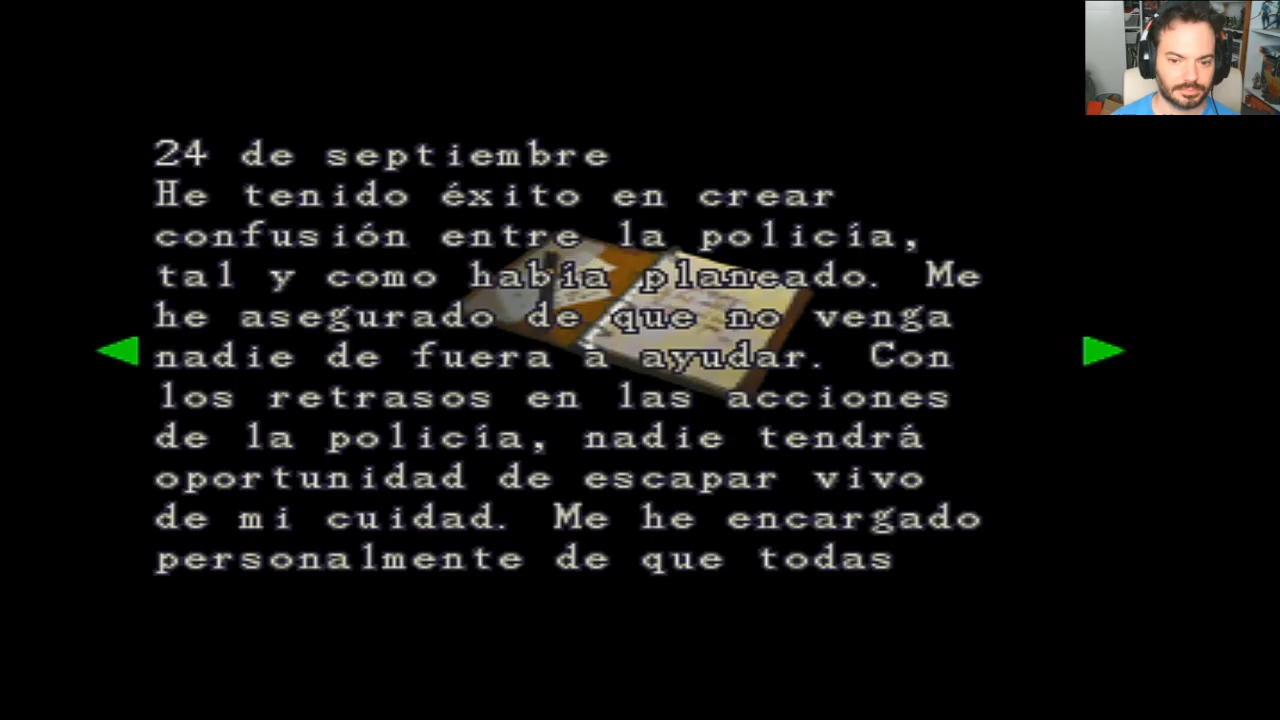 24 de septiembre
He tenido éxito en crear
confusión entre la policía,
tal y como había planeado. Me
he asegurado de que no venga
nadie de fuera a ayudar. Con
los retrasos en las acciones
de la policía, nadie tendrá
oportunidad de escapar vivo
de mi cuidad. Me he encargado
personalmente de que todas